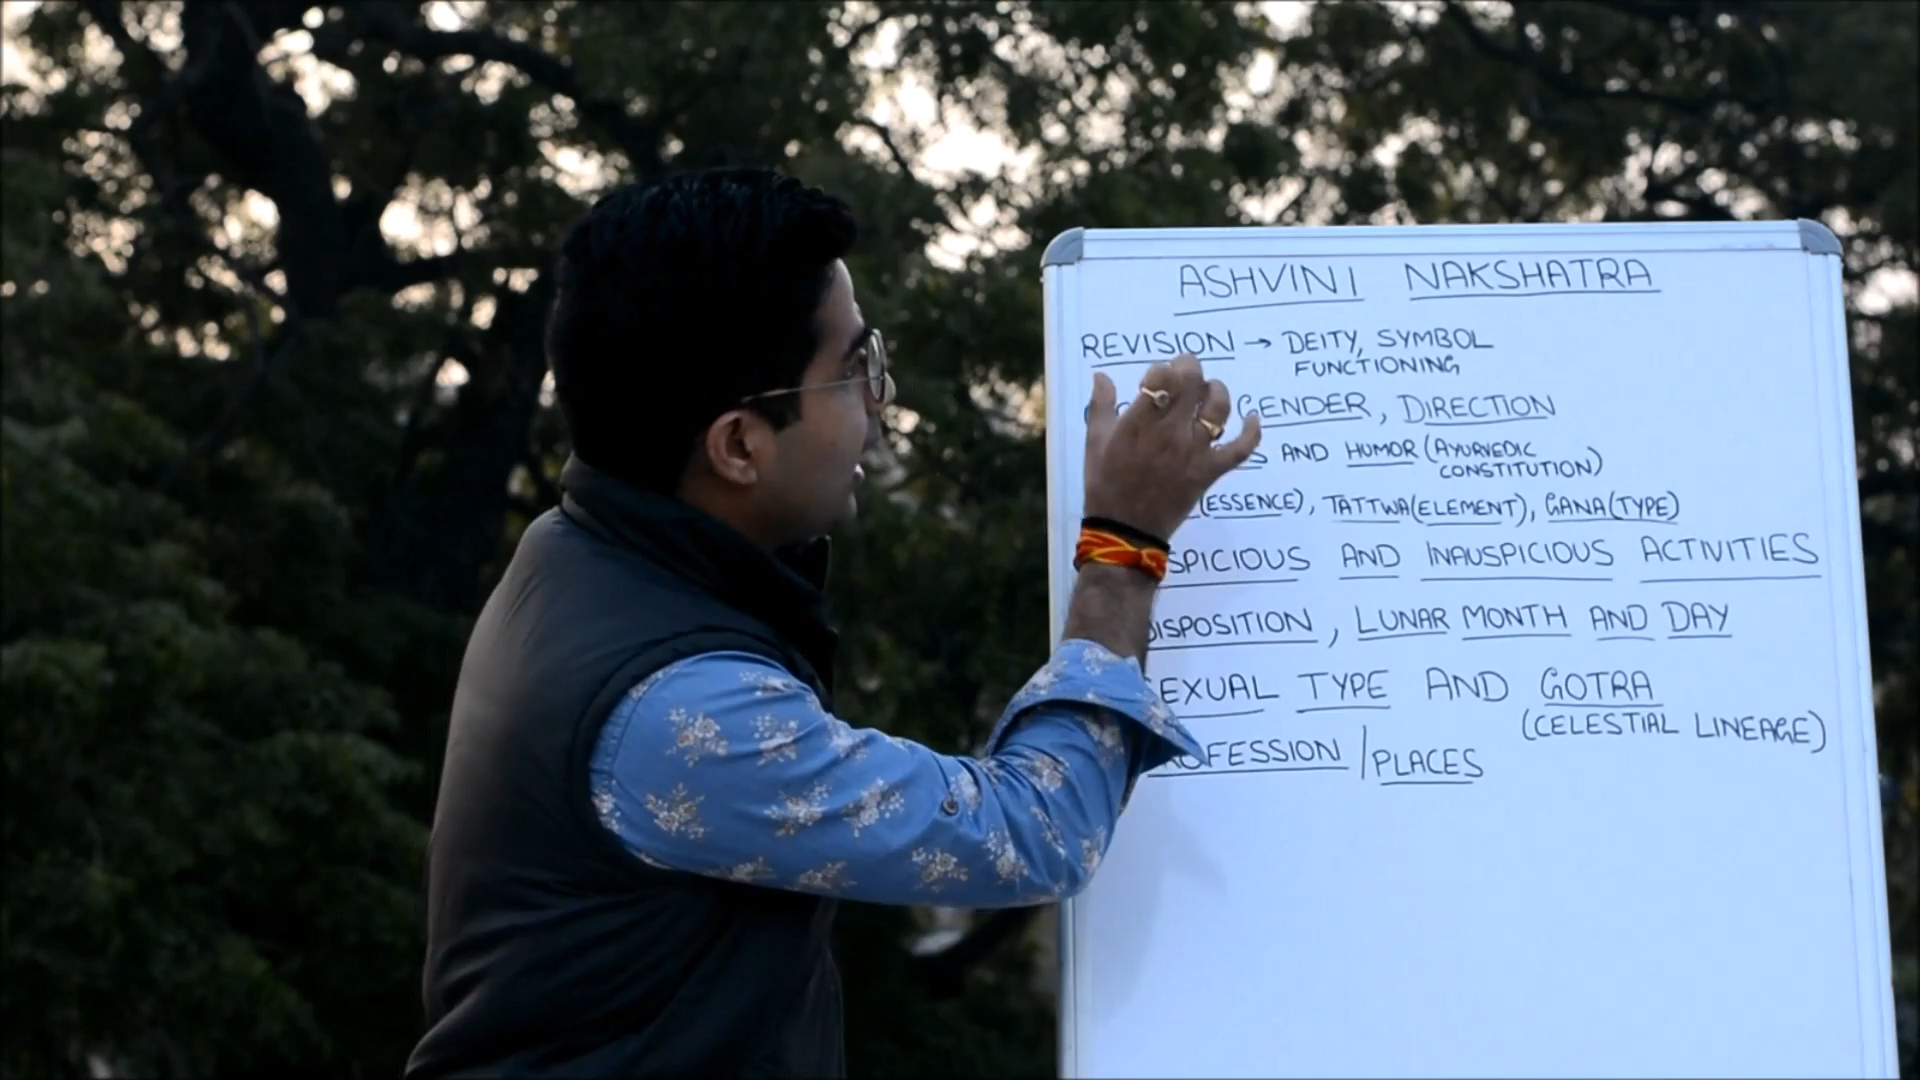 ASHVINI NAKSHATRA
REVISION → DEITY, SYMBOL
FUNCTIONING
GENDER, DIRECTION
AND HUMOR (AYURVEDIC
CONSTITUTION)
(ESSENCE), TATTWA(ELEMENT), GANA(TYPE)
SPICIOUS AND INAUSPICIOUS ACTIVITIES
DISPOSITION, LUNAR MONTH AND DAY
EXUAL TYPE AND GOTRA
(CELESTIAL LINEAGE)
OFESSION / PLACES